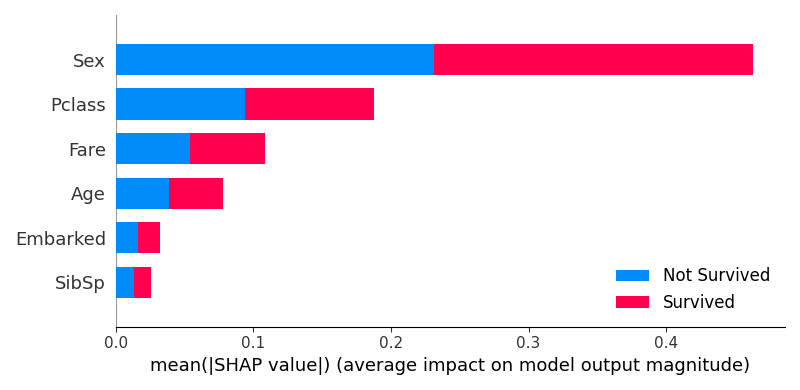 Sex
Pclass
Fare
Age
Embarked
SibSp
Not Survived
Survived
0.0 0.1 0.2 0.3 0.4
mean(|SHAP value|) (average impact on model output magnitude)